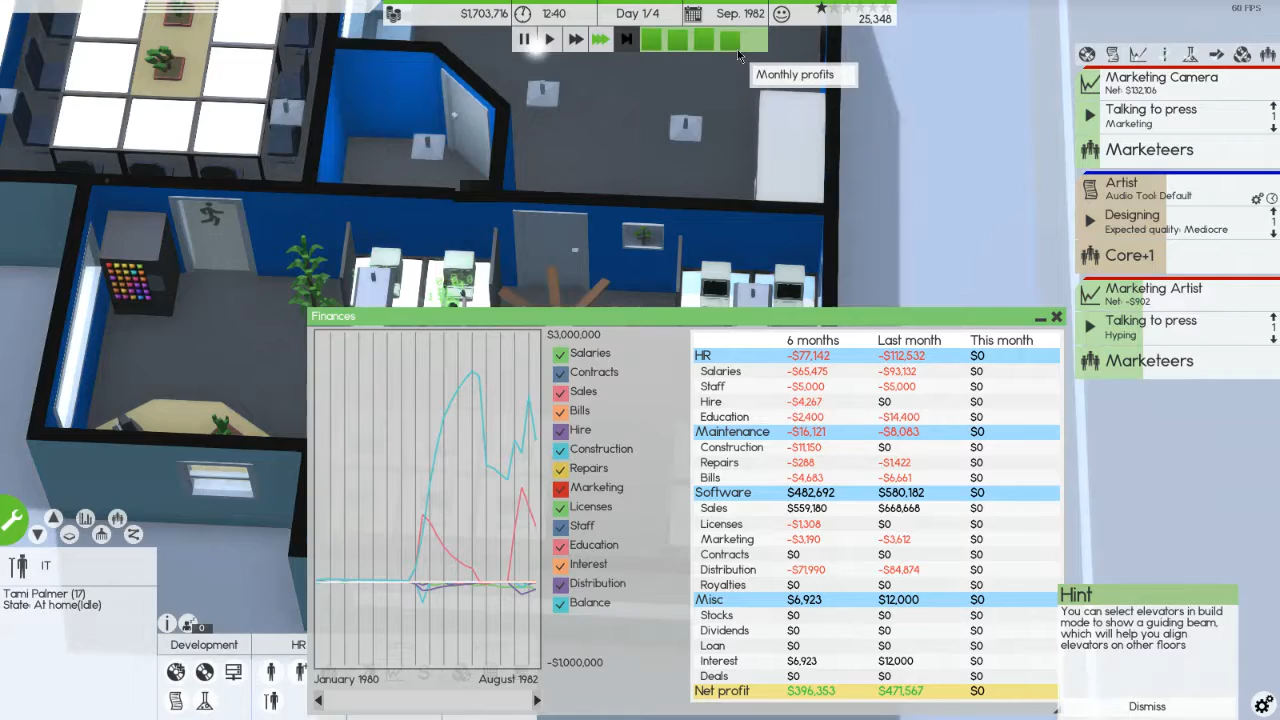 60 FPS
$1,703,716
12:40
Day 1/4
Sep. 1982
25,348
Monthly profits
Marketing Camera
Net: $132,106
Talking to press
Marketing
1
Marketeers
Artist
Audio Tool: Default
Designing
Expected quality: Mediocre
1
Core+1
Marketing Artist
Net: -$902
Talking to press
Hyping
1
Marketeers
Finances
$3,000,000
-$1,000,000
January 1980
August 1982
Salaries
Contracts
Sales
Bills
Hire
Construction
Repairs
Marketing
Licenses
Staff
Education
Interest
Distribution
Balance
6 months Last month This month
HR -$77,142 -$112,532 $0
Salaries -$65,475 -$93,132 $0
Staff -$5,000 -$5,000 $0
Hire -$4,267 $0 $0
Education -$2,400 -$14,400 $0
Maintenance -$16,121 -$8,083 $0
Construction -$11,150 $0 $0
Repairs -$288 -$1,422 $0
Bills -$4,683 -$6,661 $0
Software $482,692 $580,182 $0
Sales $559,180 $668,668 $0
Licenses -$1,308 $0 $0
Marketing -$3,190 -$3,612 $0
Contracts $0 $0 $0
Distribution -$71,990 -$84,874 $0
Royalties $0 $0 $0
Misc $6,923 $12,000 $0
Stocks $0 $0 $0
Dividends $0 $0 $0
Loan $0 $0 $0
Interest $6,923 $12,000 $0
Deals $0 $0 $0
Net profit $396,353 $471,567 $0
IT
Tami Palmer (17)
State: At home(Idle)
0
Development
HR
Hint
You can select elevators in build
mode to show a guiding beam,
which will help you align
elevators on other floors
Dismiss